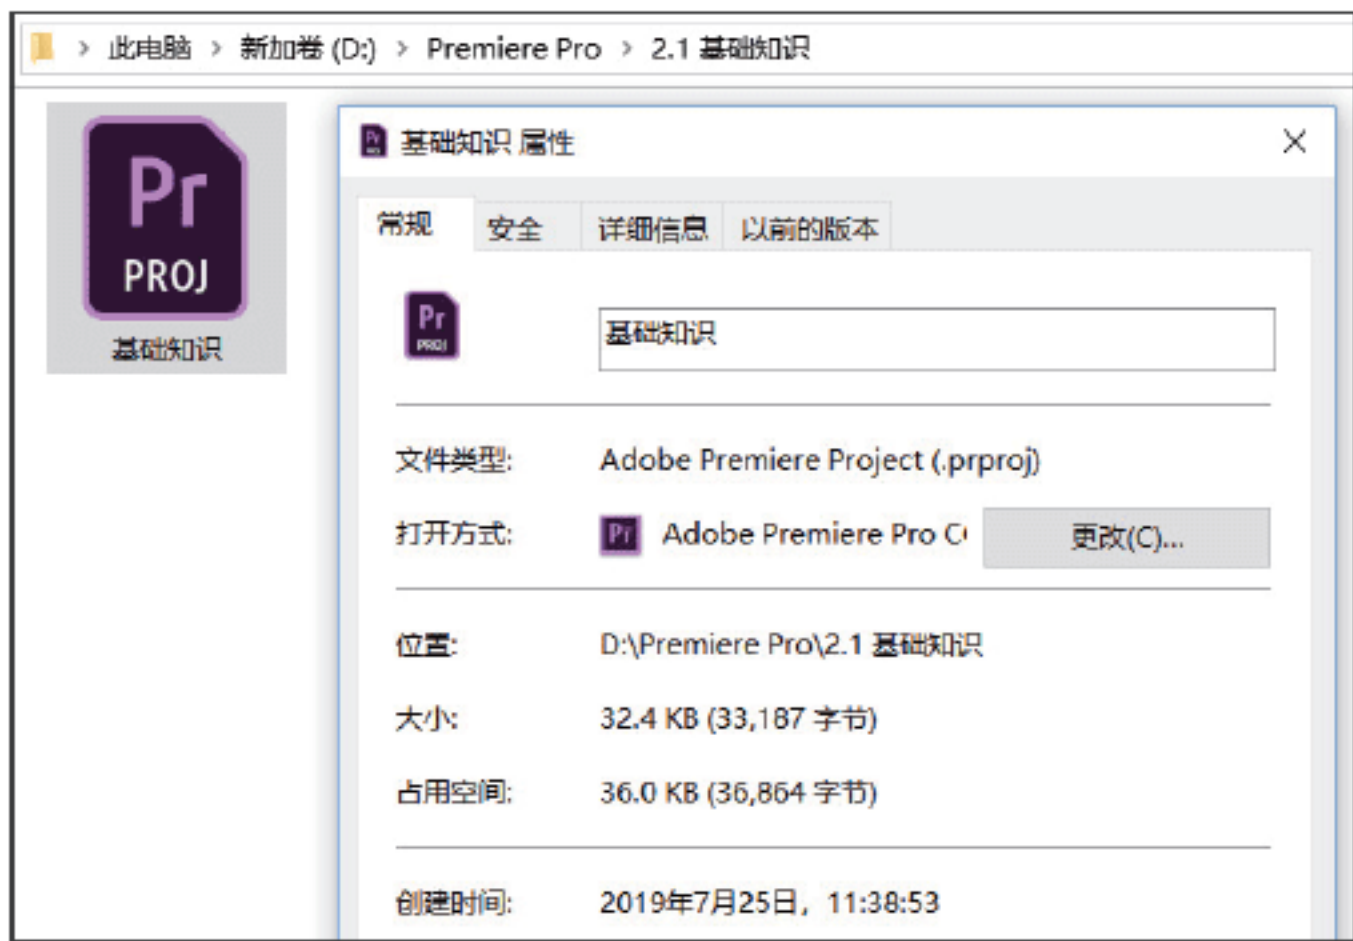 此电脑 > 新加卷 (D:) > Premiere Pro > 2.1 基础知识
Pr
PROJ
基础知识
基础知识 属性
常规 安全 详细信息 以前的版本
Pr
PROJ
基础知识
文件类型: Adobe Premiere Project (.prproj)
打开方式: Pr Adobe Premiere Pro C 更改(C)...
位置: D:\Premiere Pro\2.1 基础知识
大小: 32.4 KB (33,187 字节)
占用空间: 36.0 KB (36,864 字节)
创建时间: 2019年7月25日，11:38:53